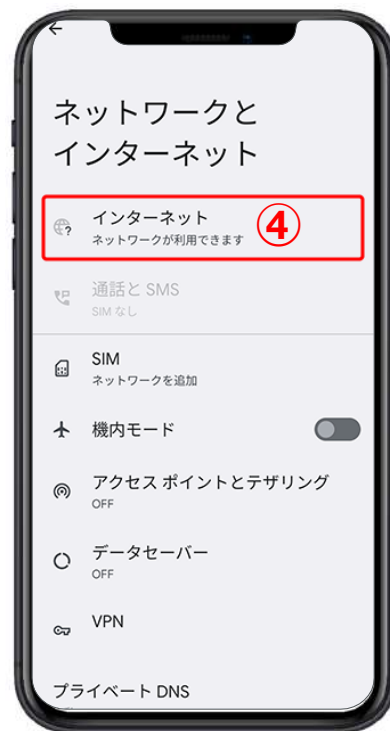 ネットワークと
インターネット
インターネット
ネットワークが利用できます
④
通話と SMS
SIM なし
SIM
ネットワークを追加
機内モード
アクセス ポイントとテザリング
OFF
データセーバー
OFF
VPN
プライベート DNS